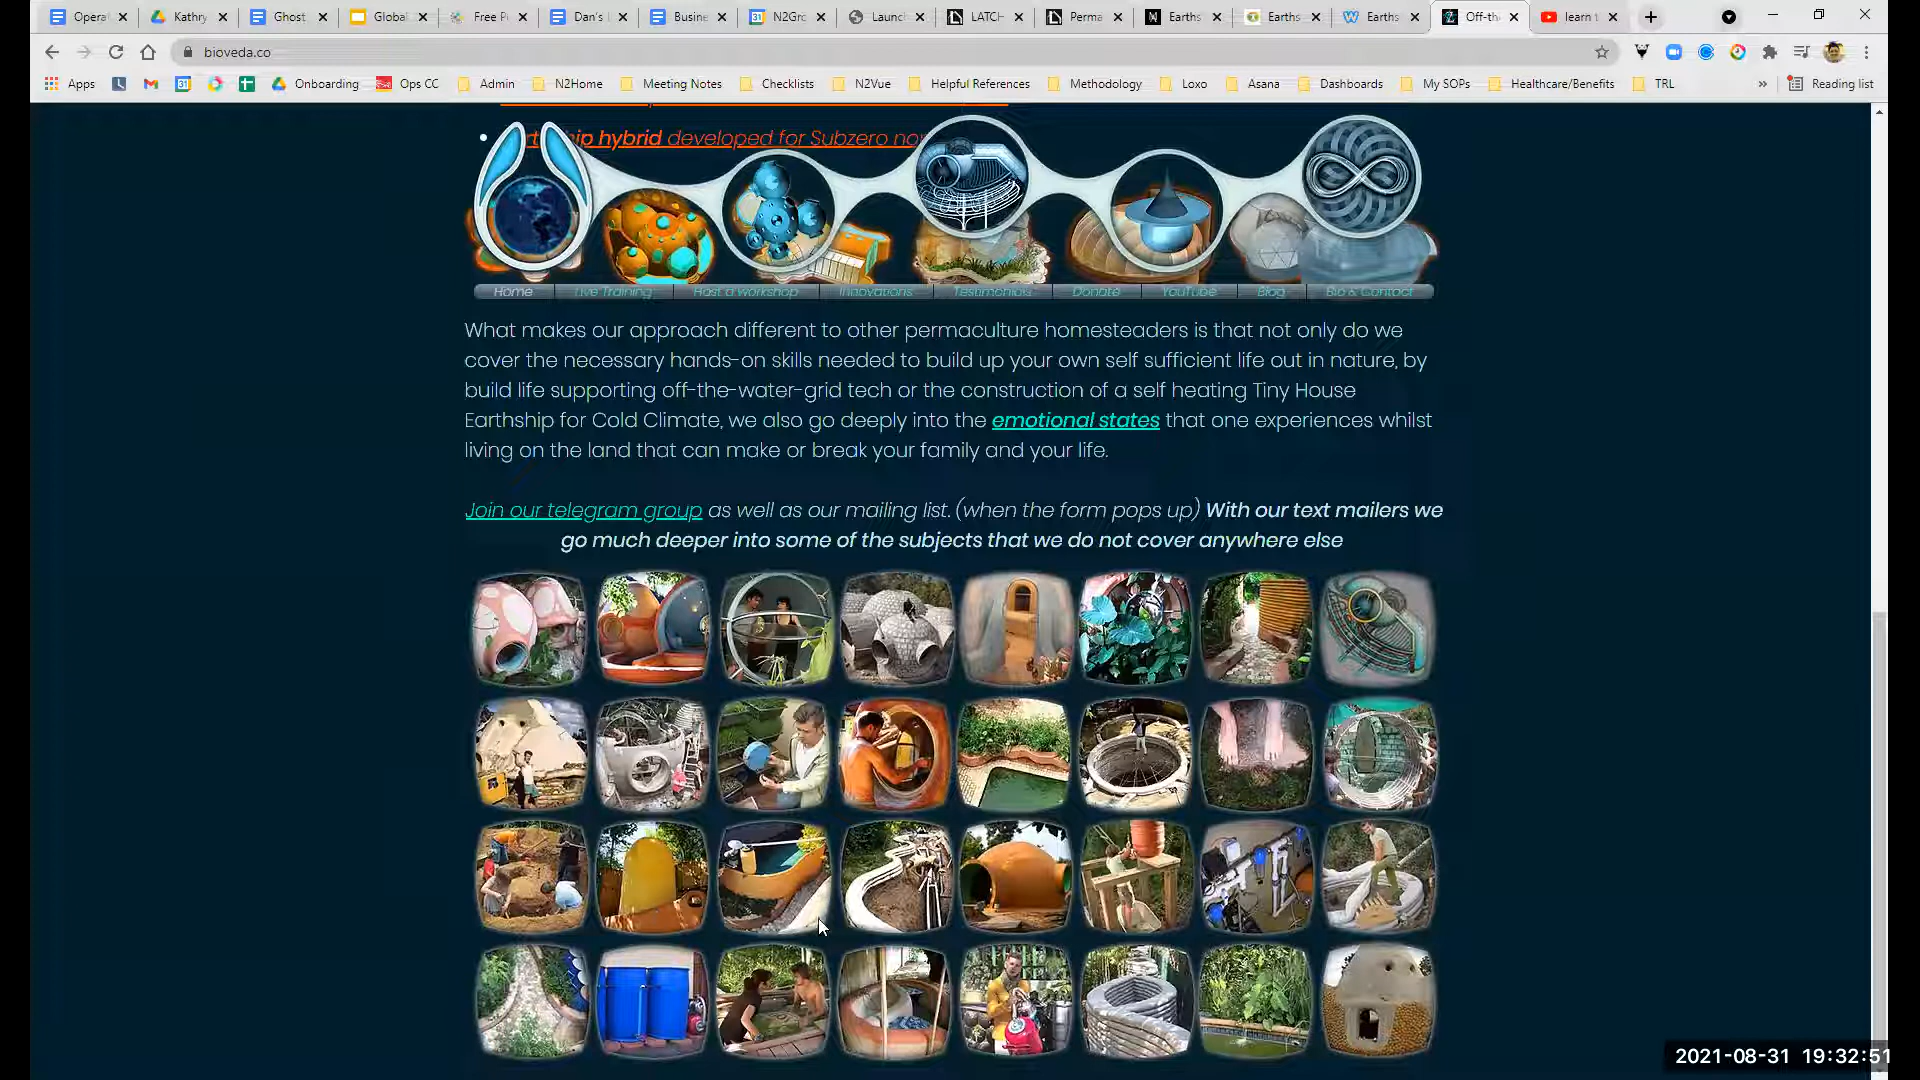 Opera
Kathry
Ghost
Global
Free P
Dan's
Busine
N2Gro
Launc
LATCH
Perma
Earths
Earths
Earths
Off-th
learn t
bioveda.co
Apps
Onboarding
Ops CC
Admin
N2Home
Meeting Notes
Checklists
N2Vue
Helpful References
Methodology
Loxo
Asana
Dashboards
My SOPs
Healthcare/Benefits
TRL
Reading list
hybrid developed for Subzero
Home
Live Training
Host a workshop
Innovations
Testimonials
Donate
YouTube
Blog
Bio & Contact
What makes our approach different to other permaculture homesteaders is that not only do we
cover the necessary hands-on skills needed to build up your own self sufficient life out in nature, by
build life supporting off-the-water-grid tech or the construction of a self heating Tiny House
Earthship for Cold Climate, we also go deeply into the emotional states that one experiences whilst
living on the land that can make or break your family and your life.
Join our telegram group as well as our mailing list. (when the form pops up) With our text mailers we
go much deeper into some of the subjects that we do not cover anywhere else
2021-08-31 19:32:51